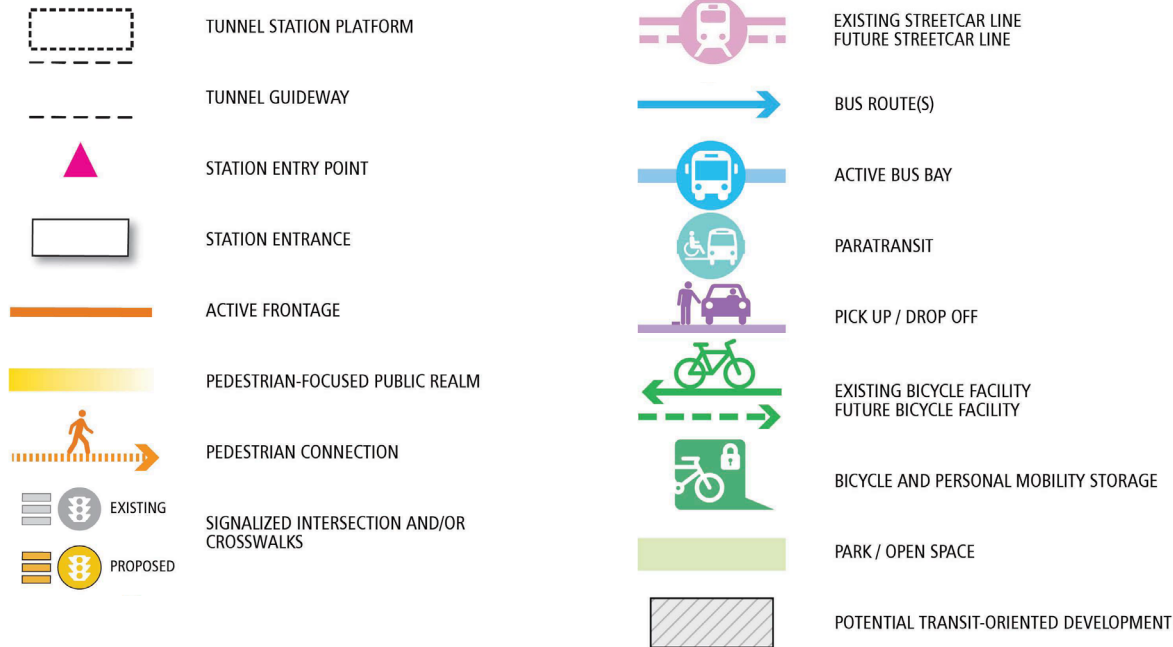 TUNNEL STATION PLATFORM
TUNNEL GUIDEWAY
STATION ENTRY POINT
STATION ENTRANCE
ACTIVE FRONTAGE
PEDESTRIAN-FOCUSED PUBLIC REALM
PEDESTRIAN CONNECTION
EXISTING
PROPOSED
SIGNALIZED INTERSECTION AND/OR
CROSSWALKS
EXISTING STREETCAR LINE
FUTURE STREETCAR LINE
BUS ROUTE(S)
ACTIVE BUS BAY
PARATRANSIT
PICK UP / DROP OFF
EXISTING BICYCLE FACILITY
FUTURE BICYCLE FACILITY
BICYCLE AND PERSONAL MOBILITY STORAGE
PARK / OPEN SPACE
POTENTIAL TRANSIT-ORIENTED DEVELOPMENT